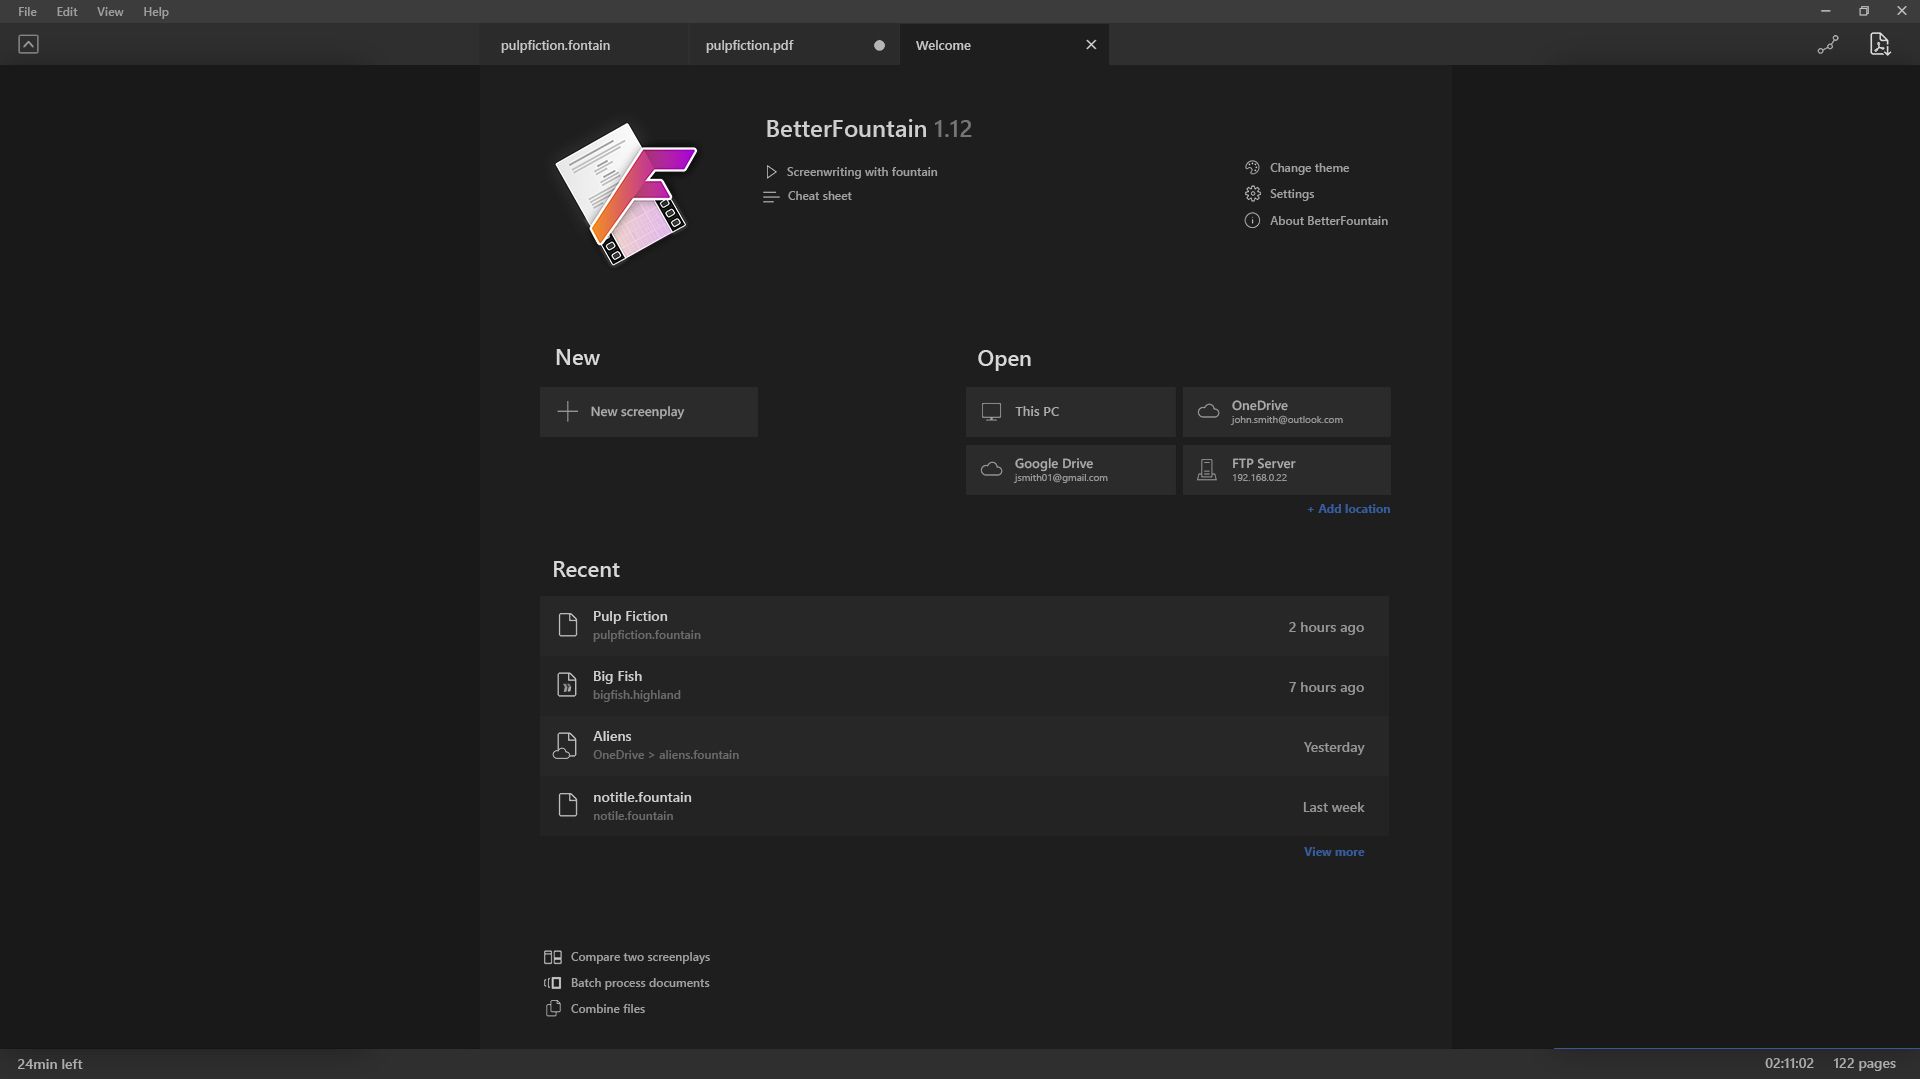 File Edit View Help
pulpfiction.fontain
pulpfiction.pdf
Welcome
BetterFountain 1.12
Screenwriting with fountain
Cheat sheet
Change theme
Settings
About BetterFountain
New
New screenplay
Open
This PC
OneDrive
john.smith@outlook.com
Google Drive
jsmith01@gmail.com
FTP Server
192.168.0.22
+ Add location
Recent
Pulp Fiction
pulpfiction.fountain
2 hours ago
Big Fish
bigfish.highland
7 hours ago
Aliens
OneDrive > aliens.fountain
Yesterday
notitle.fountain
notile.fountain
Last week
View more
Compare two screenplays
Batch process documents
Combine files
24min left
02:11:02 122 pages